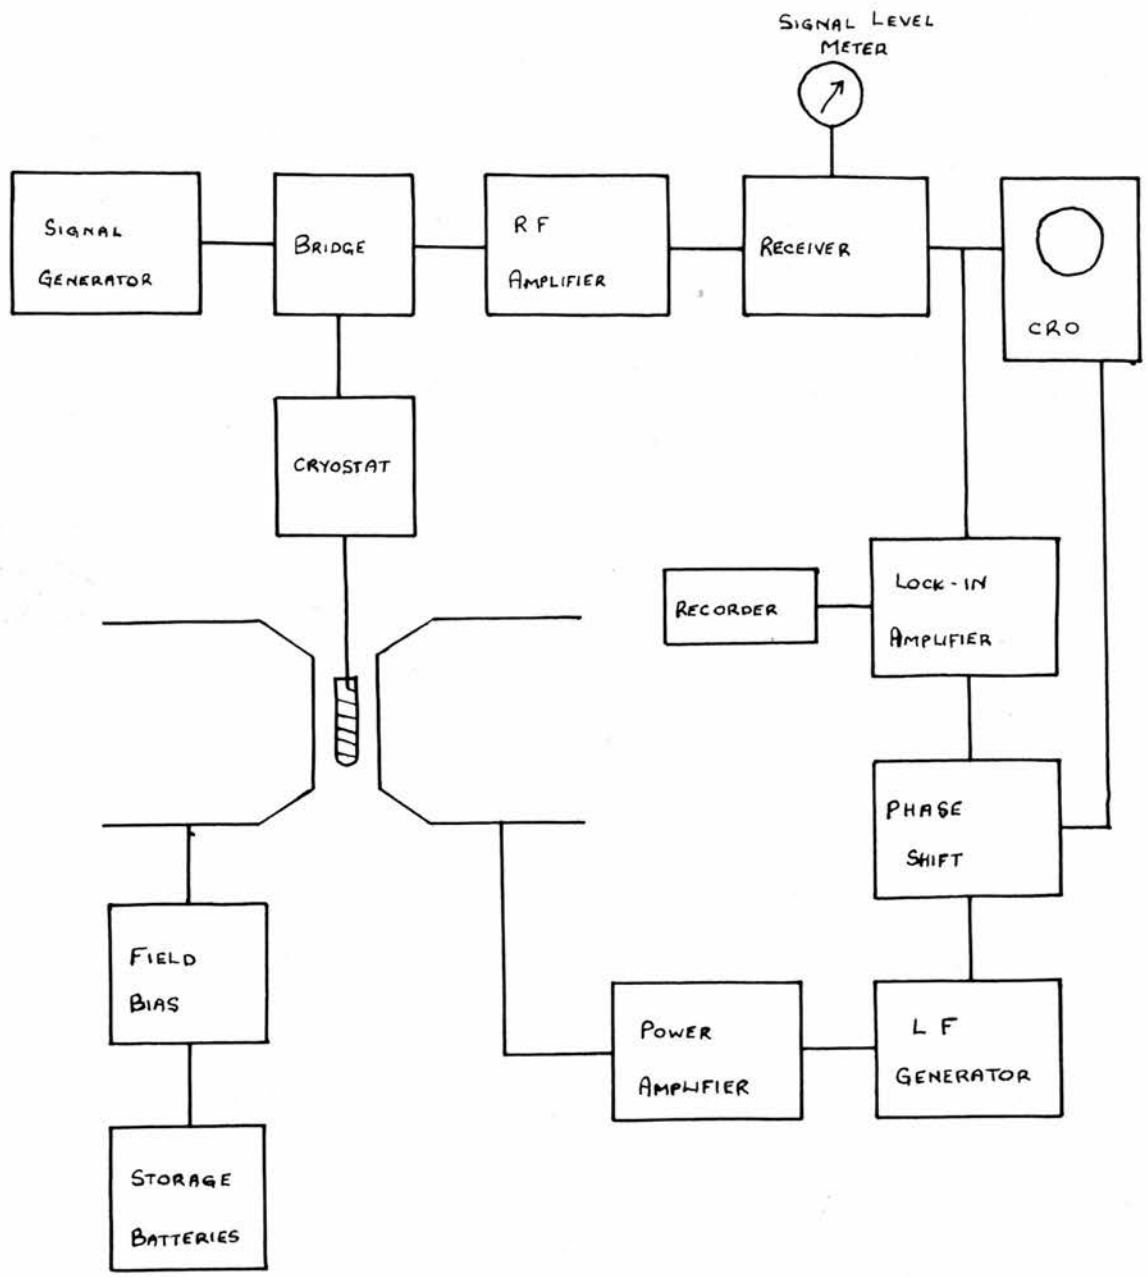 SIGNAL LEVEL
METER
SIGNAL
GENERATOR
BRIDGE
RF
AMPLIFIER
RECEIVER
CRO
CRYOSTAT
RECORDER
LOCK-IN
AMPLIFIER
PHASE
SHIFT
FIELD
BIAS
POWER
AMPLIFIER
LF
GENERATOR
STORAGE
BATTERIES